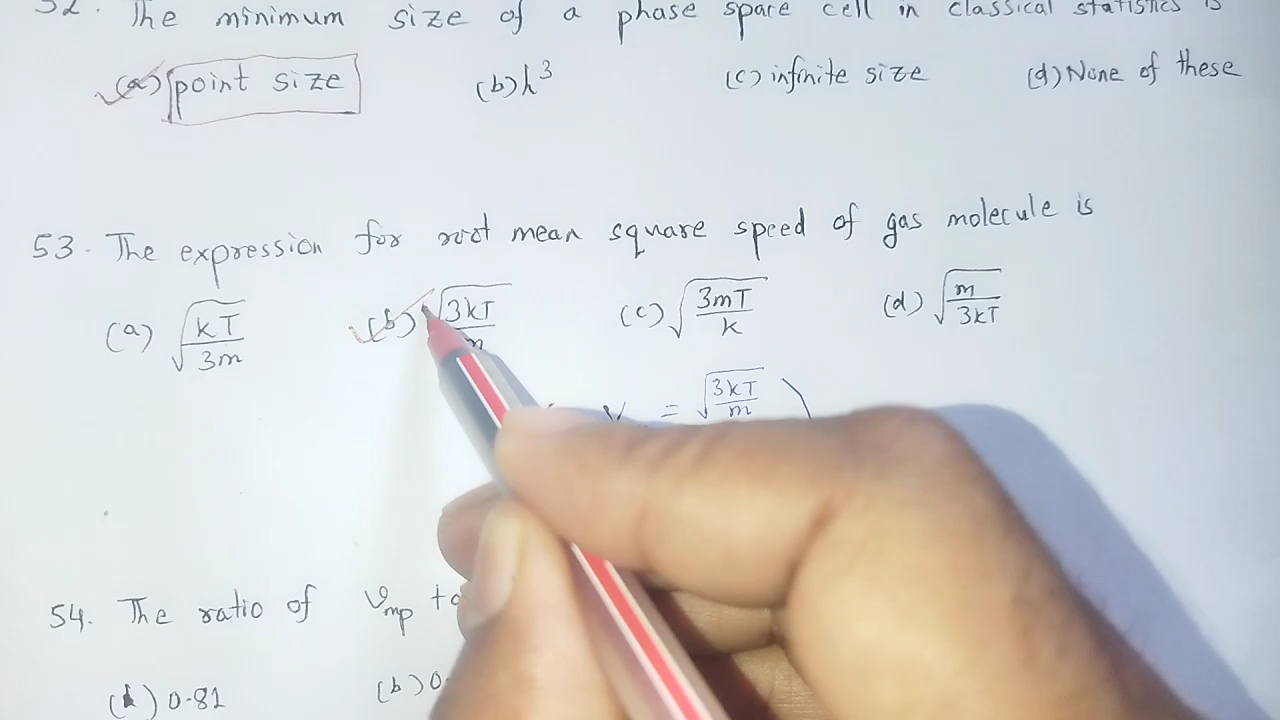 52. The minimum size of a phase space cell in classical statistics is
(a) point size (b) h³ (c) infinite size (d) None of these
53. The expression for root mean square speed of gas molecule is
(a) √(kT/3m) (b) √(3kT/m) (c) √(3mT/k) (d) √(m/3kT)
V = √(3kT/m) )
54. The ratio of v_mp to
0.81 (b) 0.